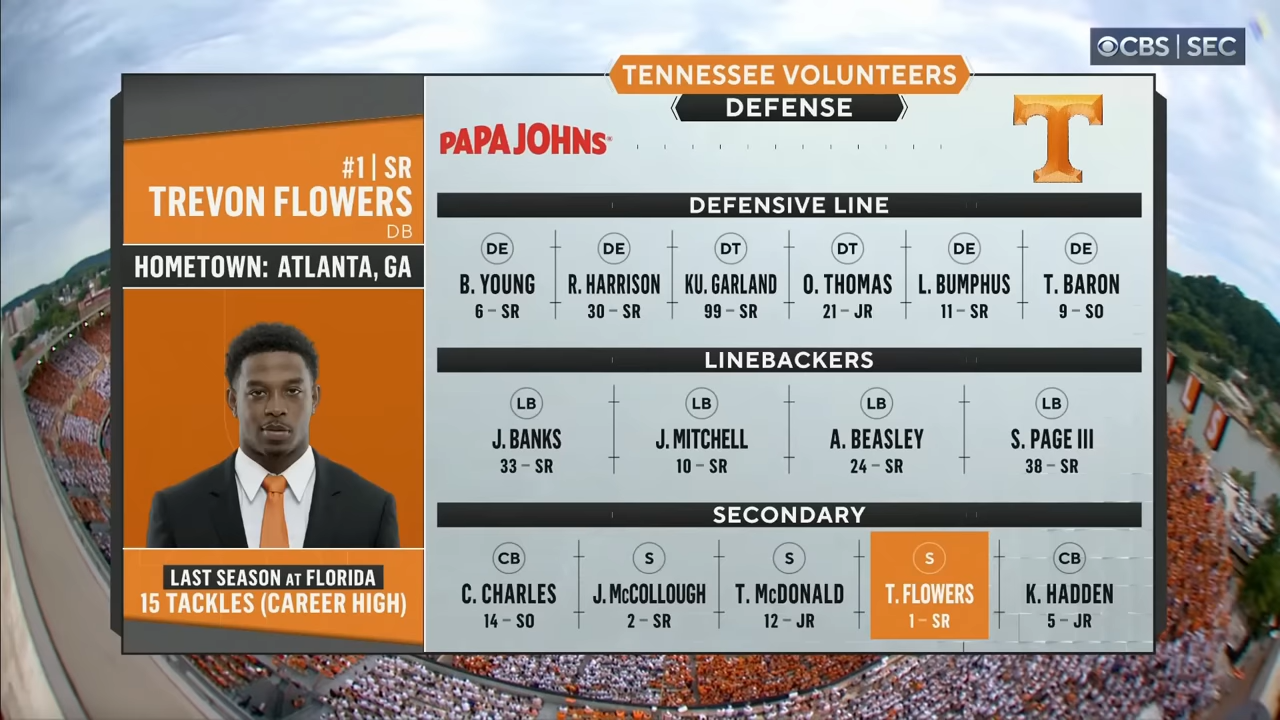 CBS | SEC
TENNESSEE VOLUNTEERS
DEFENSE
PAPA JOHNS
T
#1 | SR
TREVON FLOWERS
DB
HOMETOWN: ATLANTA, GA
LAST SEASON AT FLORIDA
15 TACKLES (CAREER HIGH)
DEFENSIVE LINE
DE DE DT DT DE DE
B. YOUNG R. HARRISON KU. GARLAND O. THOMAS L. BUMPHUS T. BARON
6 – SR 30 – SR 99 – SR 21 – JR 11 – SR 9 – SO
LINEBACKERS
LB LB LB LB
J. BANKS J. MITCHELL A. BEASLEY S. PAGE III
33 – SR 10 – SR 24 – SR 38 – SR
SECONDARY
CB S S S CB
C. CHARLES J. McCOLLOUGH T. McDONALD T. FLOWERS K. HADDEN
14 – SO 2 – SR 12 – JR 1 – SR 5 – JR